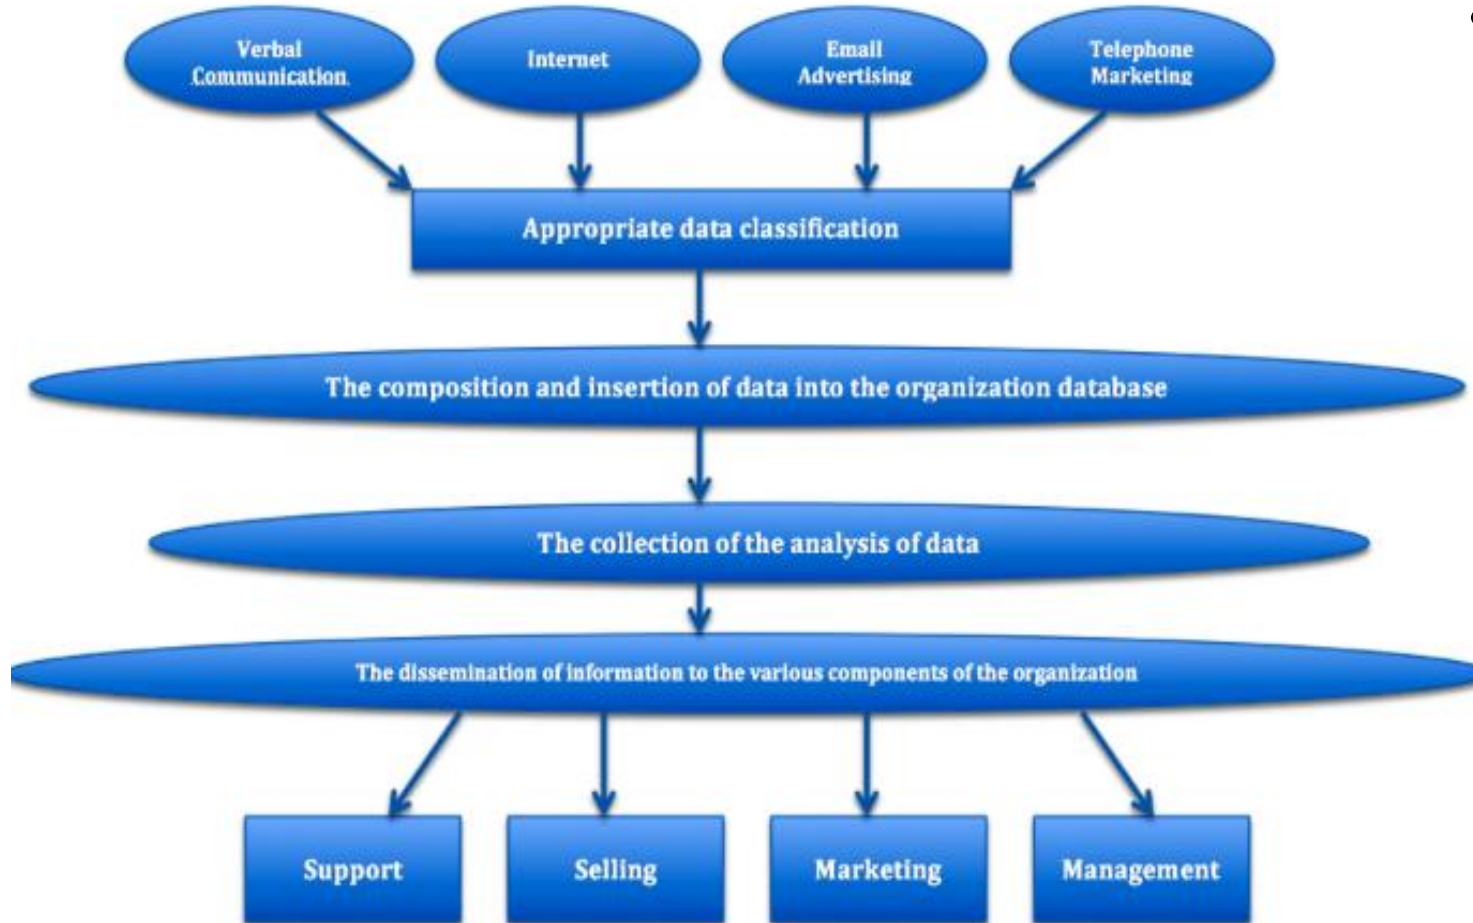 Verbal
Communication
Internet
Email
Advertising
Telephone
Marketing
Appropriate data classification
The composition and insertion of data into the organization database
The collection of the analysis of data
The dissemination of information to the various components of the organization
Support
Selling
Marketing
Management